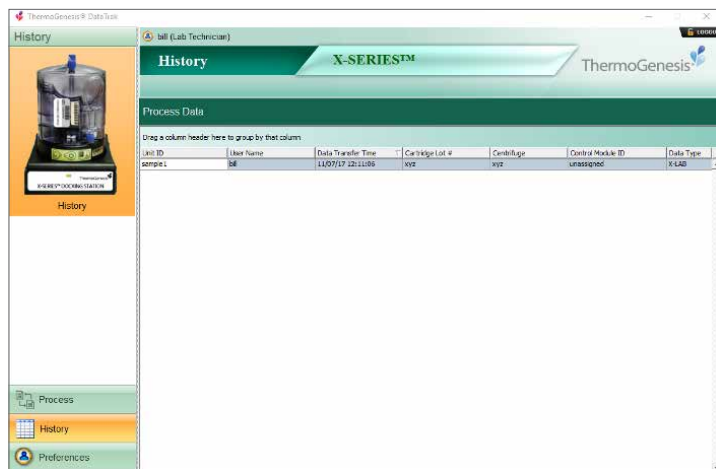 ThermoGenesis® DataTrak
History
bill (Lab Technician)
History
X-SERIES™
ThermoGenesis
Process Data
Drag a column header here to group by that column
Unit ID User Name Data Transfer Time Cartridge Lot # Centrifuge Control Module ID Data Type
sample1 bill 11/07/17 12:11:06 xyz xyz unassigned X-LAB
ThermoGenesis
X-SERIES™ DOCKING STATION
History
Process
History
Preferences